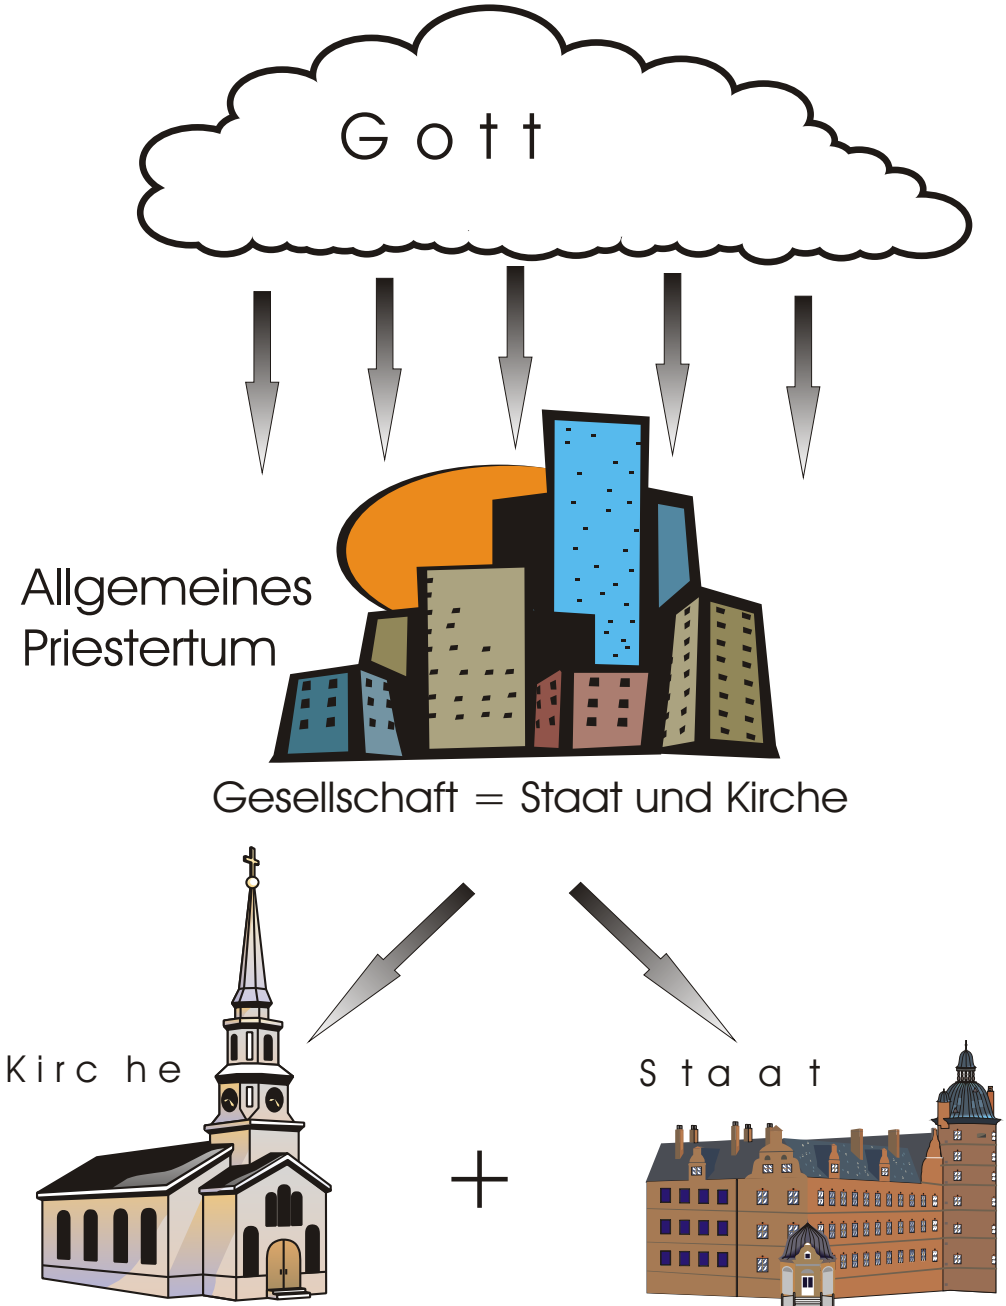 Gott
Allgemeines
Priestertum
Gesellschaft = Staat und Kirche
Kirche
Staat
+